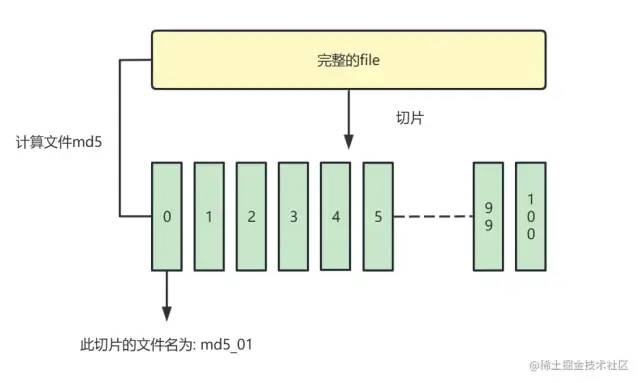 完整的file
切片
计算文件md5
0 1 2 3 4 5 99 100
此切片的文件名为: md5_01
@稀土掘金技术社区